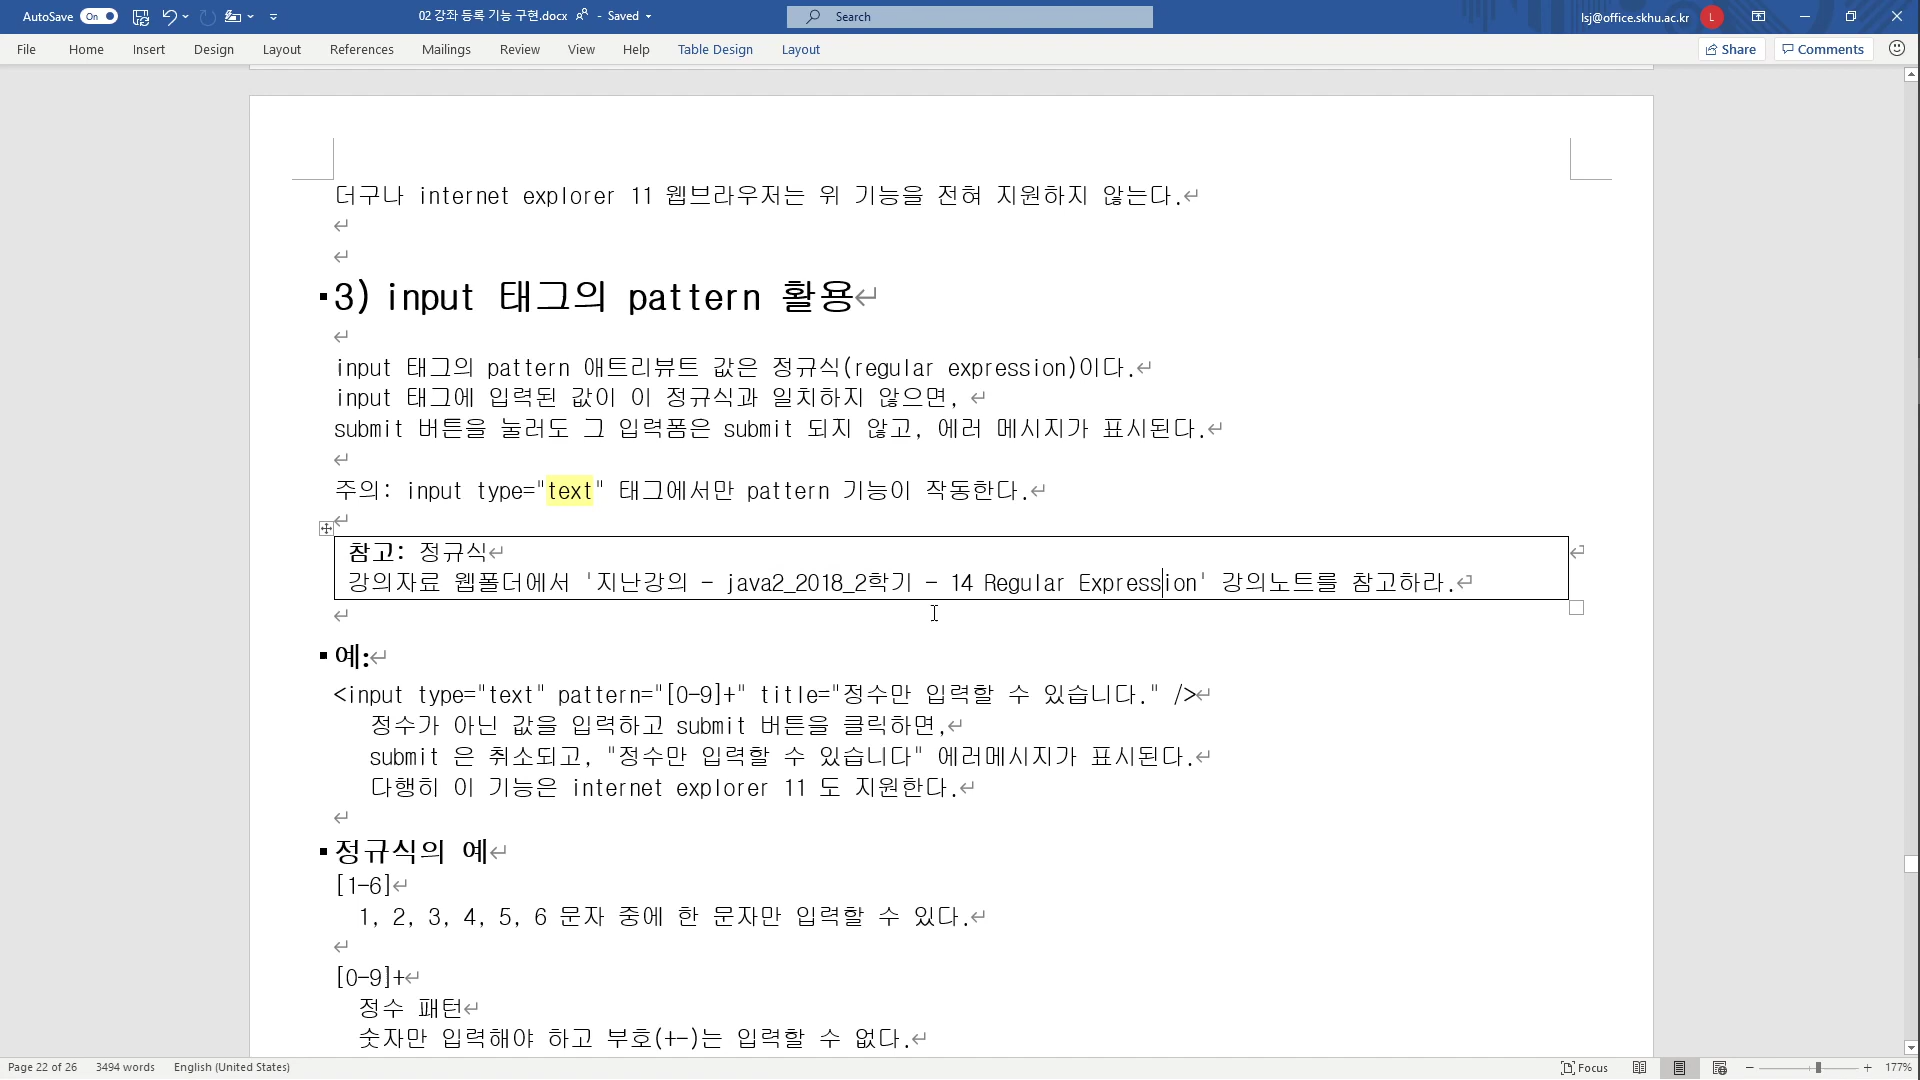 AutoSave On 02 강좌 등록 기능 구현.docx - Saved Search lsj@office.skhu.ac.kr L
File Home Insert Design Layout References Mailings Review View Help Table Design Layout Share Comments
더구나 internet explorer 11 웹브라우저는 위 기능을 전혀 지원하지 않는다.
3) input 태그의 pattern 활용
input 태그의 pattern 애트리뷰트 값은 정규식(regular expression)이다.
input 태그에 입력된 값이 이 정규식과 일치하지 않으면,
submit 버튼을 눌러도 그 입력폼은 submit 되지 않고, 에러 메시지가 표시된다.
주의: input type="text" 태그에서만 pattern 기능이 작동한다.
참고: 정규식
강의자료 웹폴더에서 '지난강의 - java2_2018_2학기 - 14 Regular Expression' 강의노트를 참고하라.
예:
<input type="text" pattern="[0-9]+" title="정수만 입력할 수 있습니다." />
정수가 아닌 값을 입력하고 submit 버튼을 클릭하면,
submit 은 취소되고, "정수만 입력할 수 있습니다" 에러메시지가 표시된다.
다행히 이 기능은 internet explorer 11 도 지원한다.
정규식의 예
[1-6]
1, 2, 3, 4, 5, 6 문자 중에 한 문자만 입력할 수 있다.
[0-9]+
정수 패턴
숫자만 입력해야 하고 부호(+-)는 입력할 수 없다.
Page 22 of 26 3494 words English (United States) Focus 177%